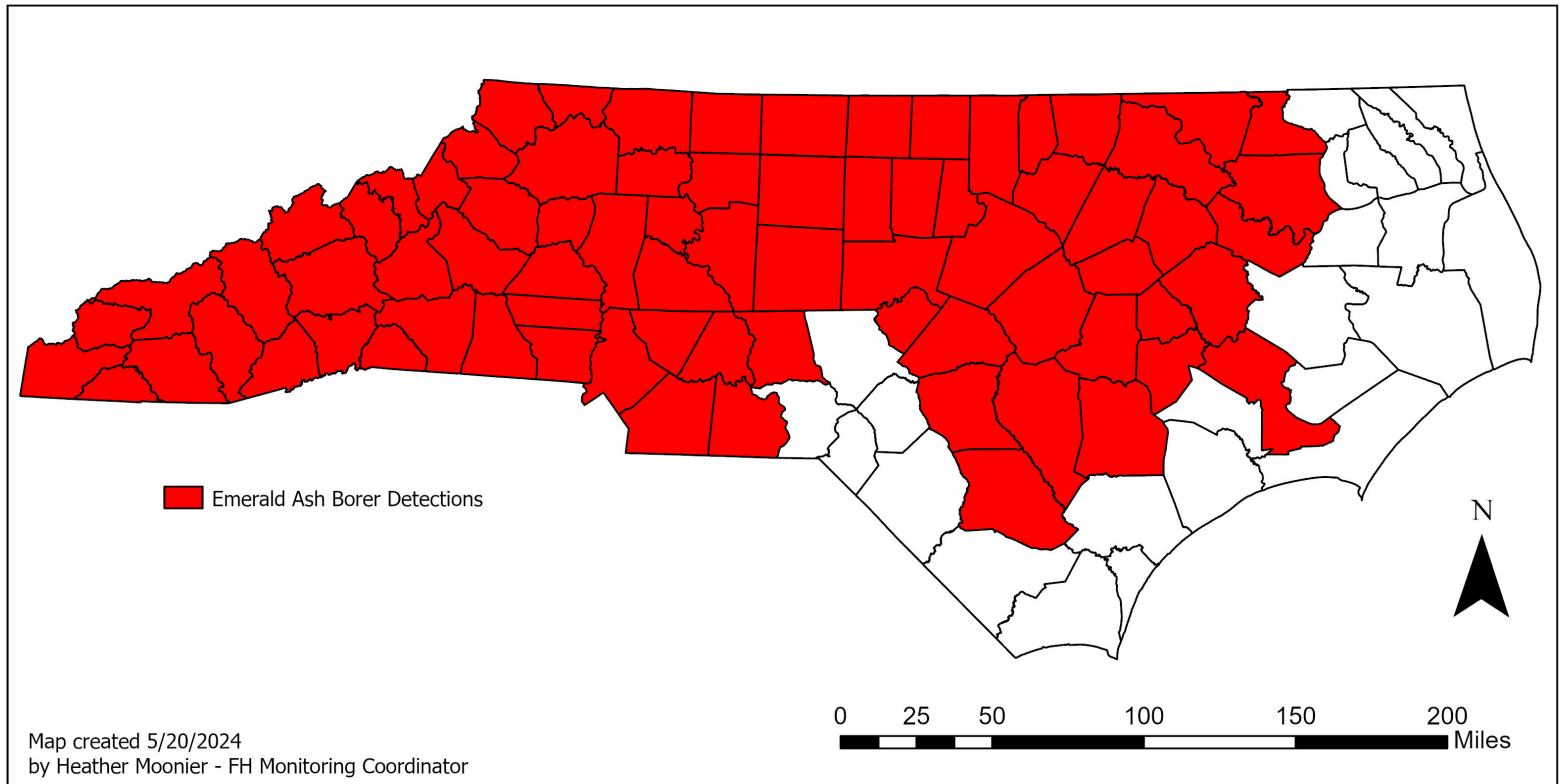 Emerald Ash Borer Detections
N
0 25 50 100 150 200
Miles
Map created 5/20/2024
by Heather Moonier - FH Monitoring Coordinator